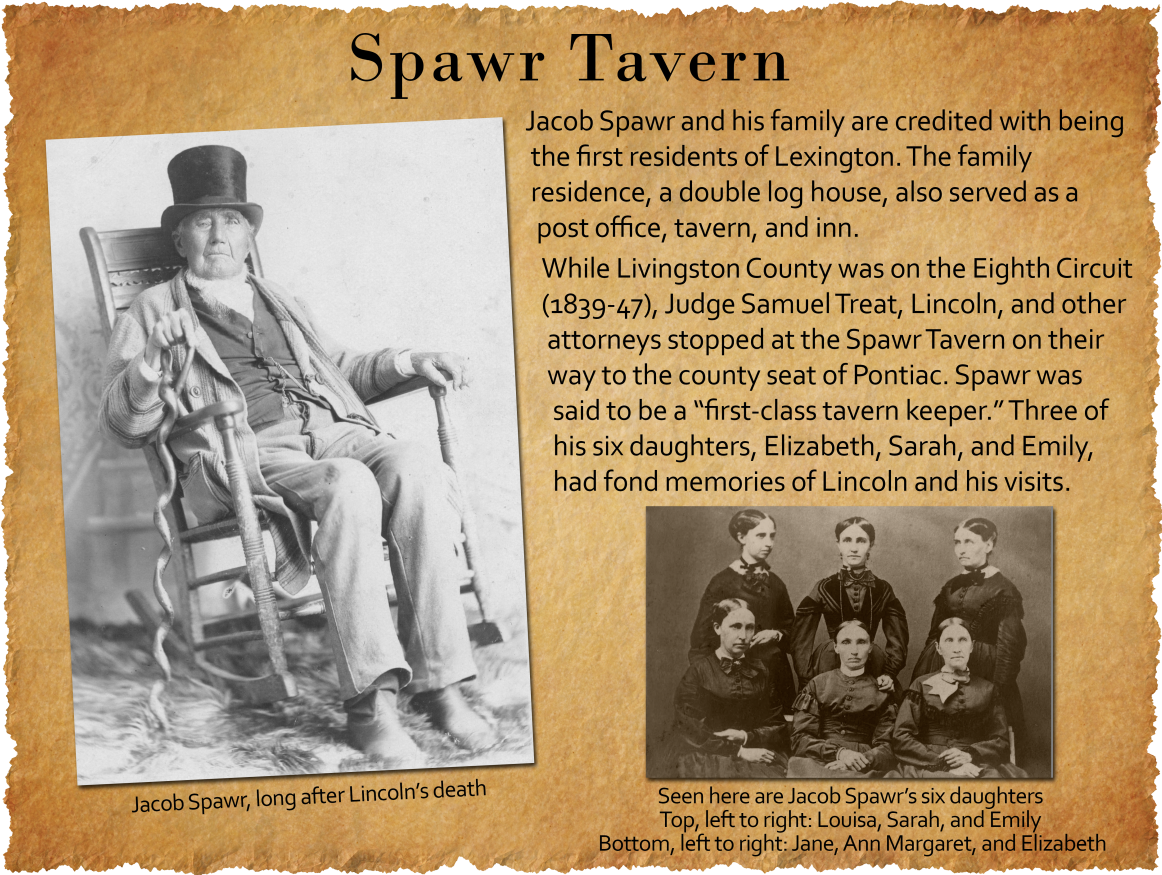 Spawr Tavern
Jacob Spawr and his family are credited with being
the first residents of Lexington. The family
residence, a double log house, also served as a
post office, tavern, and inn.
While Livingston County was on the Eighth Circuit
(1839-47), Judge Samuel Treat, Lincoln, and other
attorneys stopped at the Spawr Tavern on their
way to the county seat of Pontiac. Spawr was
said to be a “first-class tavern keeper.” Three of
his six daughters, Elizabeth, Sarah, and Emily,
had fond memories of Lincoln and his visits.
Jacob Spawr, long after Lincoln’s death
Seen here are Jacob Spawr’s six daughters
Top, left to right: Louisa, Sarah, and Emily
Bottom, left to right: Jane, Ann Margaret, and Elizabeth